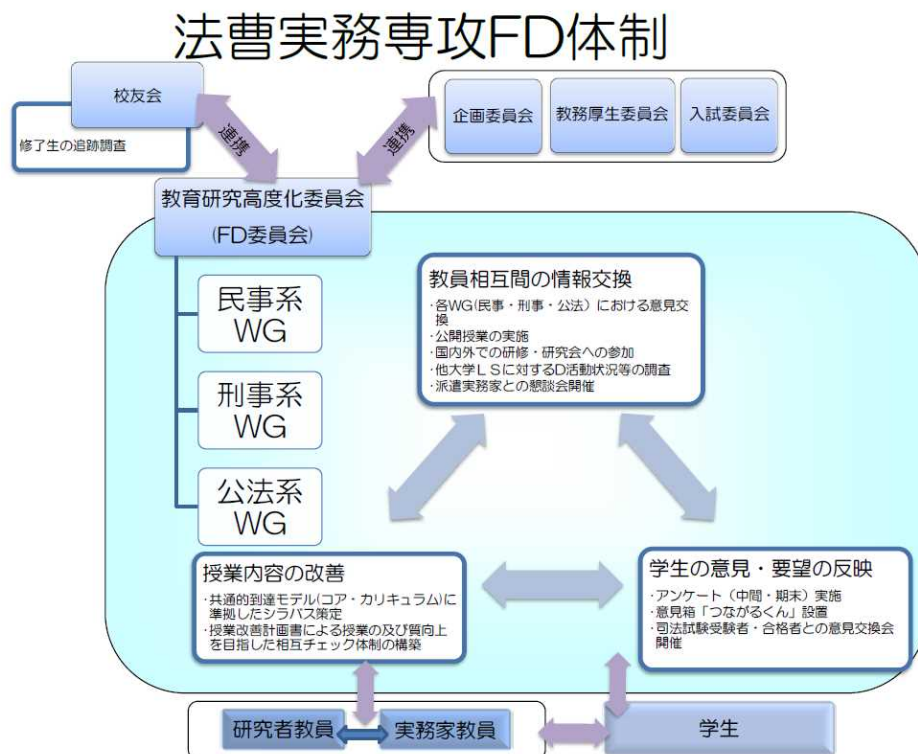 法曹実務専攻FD体制
校友会
修了生の追跡調査
連携
連携
企画委員会
教務厚生委員会
入試委員会
教育研究高度化委員会
(FD委員会)
民事系
WG
刑事系
WG
公法系
WG
教員相互間の情報交換
・各WG(民事・刑事・公法）における意見交
換
・公開授業の実施
・国内外での研修・研究会への参加
・他大学ＬＳに対するD活動状況等の調査
・派遣実務家との懇談会開催
授業内容の改善
・共通的到達モデル(コア・カリキュラム)に
準拠したシラバス策定
・授業改善計画書による授業の及び質向上
を目指した相互チェック体制の構築
学生の意見・要望の反映
・アンケート（中間・期末）実施
・意見箱「つながるくん」設置
・司法試験受験者・合格者との意見交換会
開催
研究者教員
実務家教員
学生